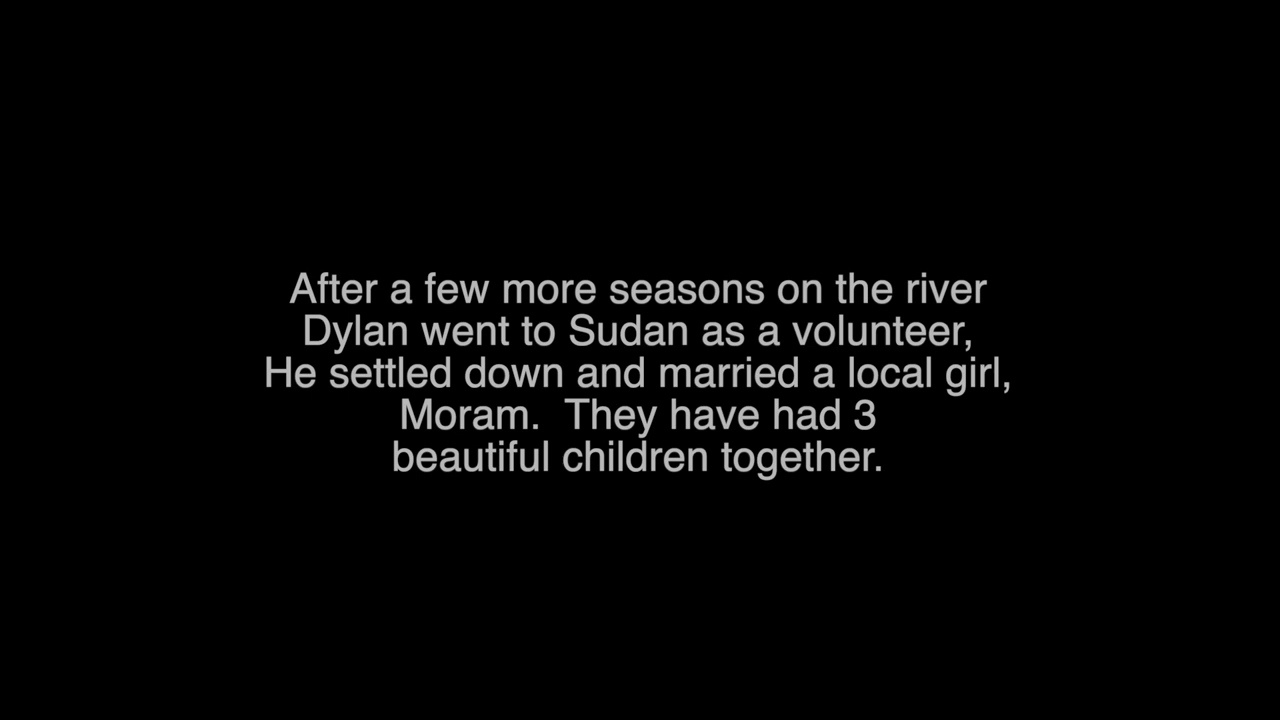 After a few more seasons on the river
Dylan went to Sudan as a volunteer,
He settled down and married a local girl,
Moram.  They have had 3
beautiful children together.